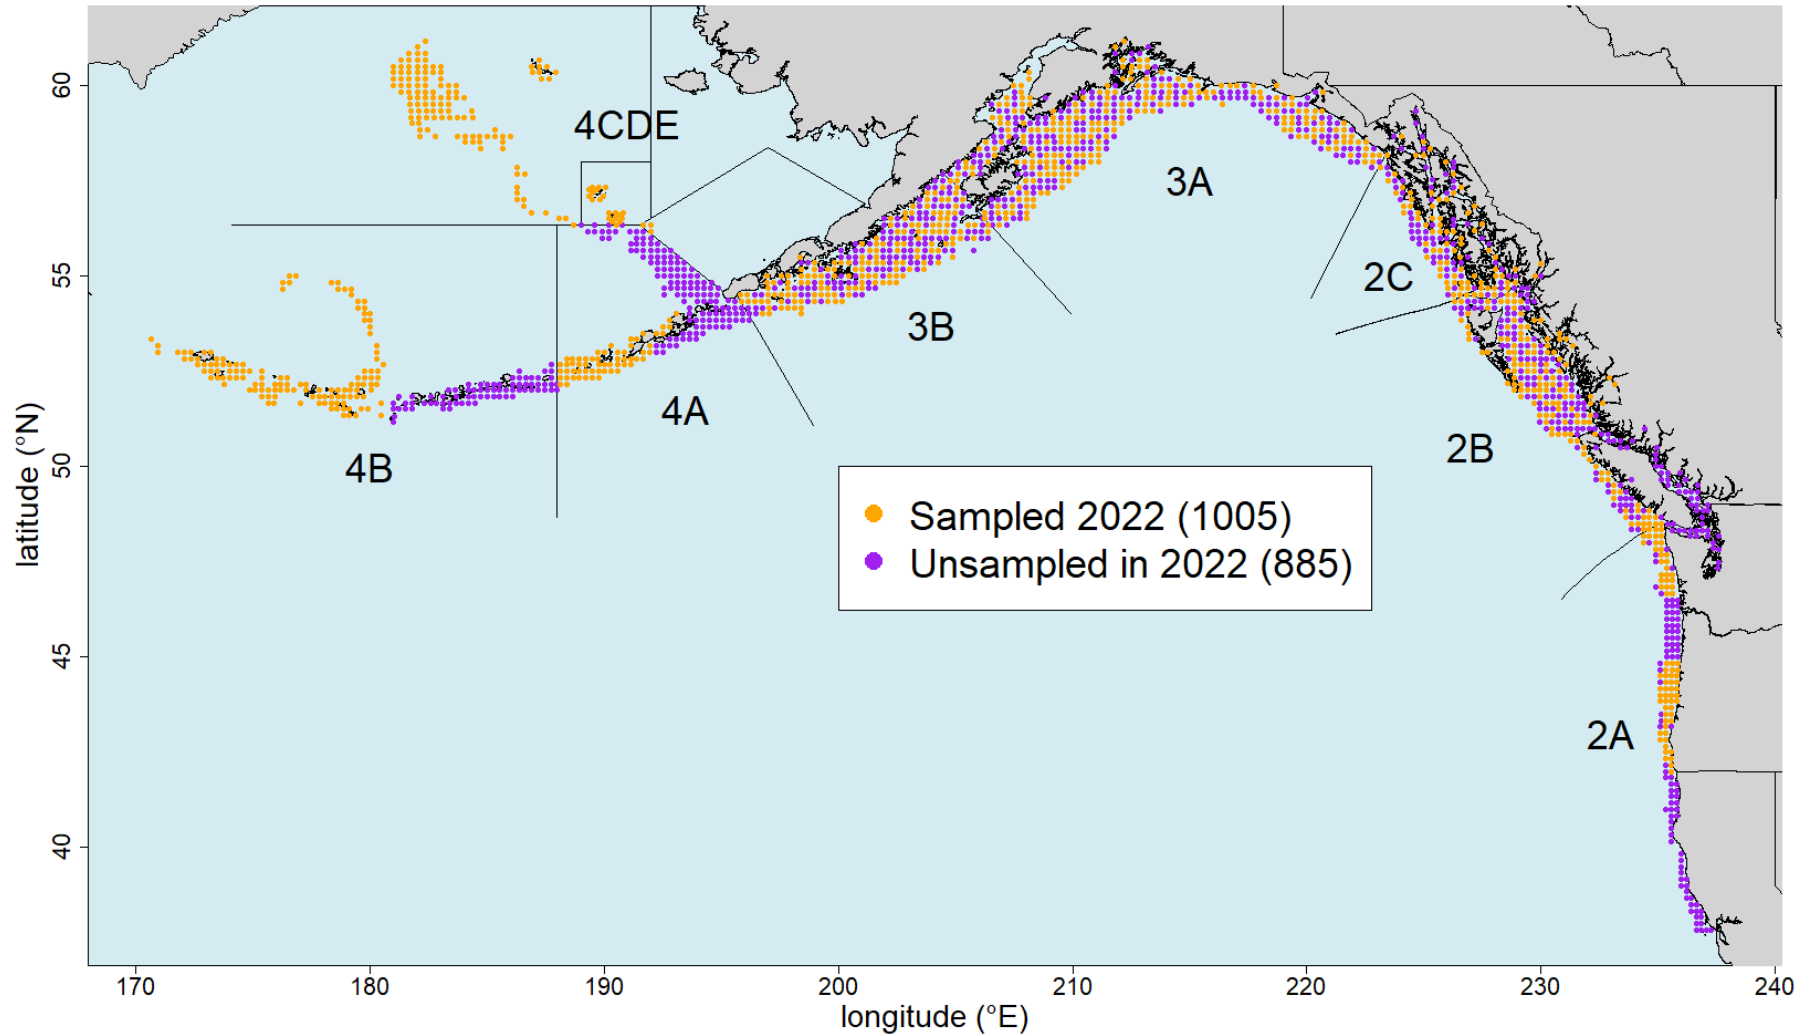 60
55
50
45
40
latitude (°N)
4CDE
3A
2C
3B
4A
2B
4B
Sampled 2022 (1005)
Unsampled in 2022 (885)
2A
170
180
190
200
210
220
230
240
longitude (°E)